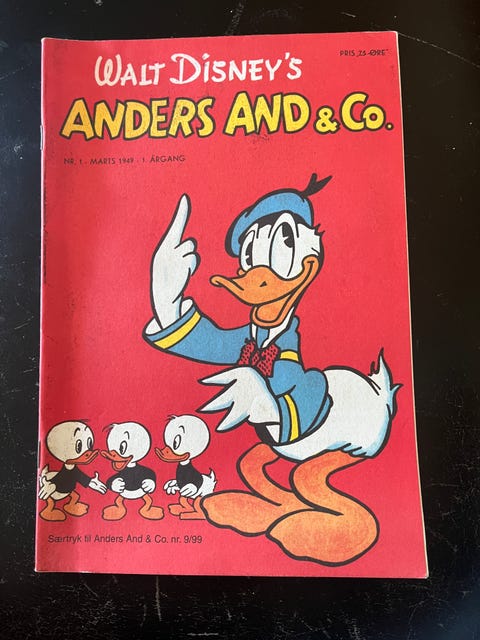 PRIS 25 ØRE
WALT DISNEY'S
ANDERS AND & Co.
NR. 1 - MARTS 1949 - 1. ÅRGANG
Særtryk til Anders And & Co. nr. 9/99